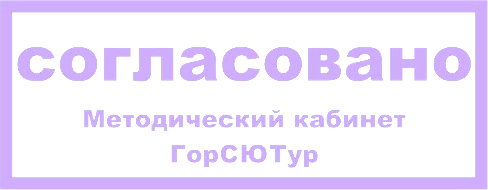 согласовано
Методический кабинет
ГорСЮТур